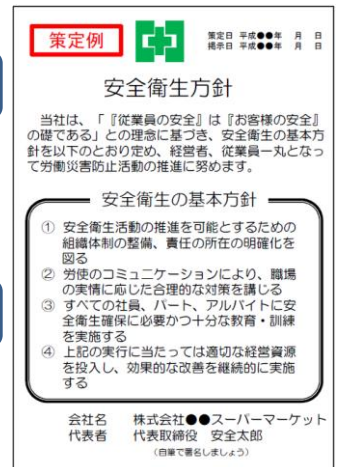 策定例
策定日 平成●●年 月 日
掲示日 平成●●年 月 日
安全衛生方針
当社は、「『従業員の安全』は『お客様の安全』
の礎である」との理念に基づき、安全衛生の基本方
針を以下のとおり定め、経営者、従業員一丸となっ
て労働災害防止活動の推進に努めます。
安全衛生の基本方針
① 安全衛生活動の推進を可能とするための
組織体制の整備、責任の所在の明確化を
図る
② 労使のコミュニケーションにより、職場
の実情に応じた合理的な対策を講じる
③ すべての社員、パート、アルバイトに安
全衛生確保に必要かつ十分な教育・訓練
を実施する
④ 上記の実行に当たっては適切な経営資源
を投入し、効果的な改善を継続的に実施
する
会社名 株式会社●●スーパーマーケット
代表者 代表取締役 安全太郎
(自筆で署名しましょう)